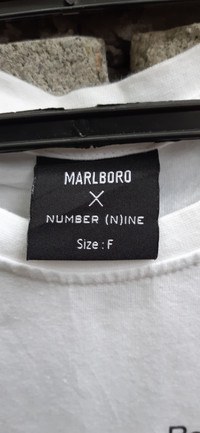 MARLBORO
X
NUMBER (N)INE
Size : F